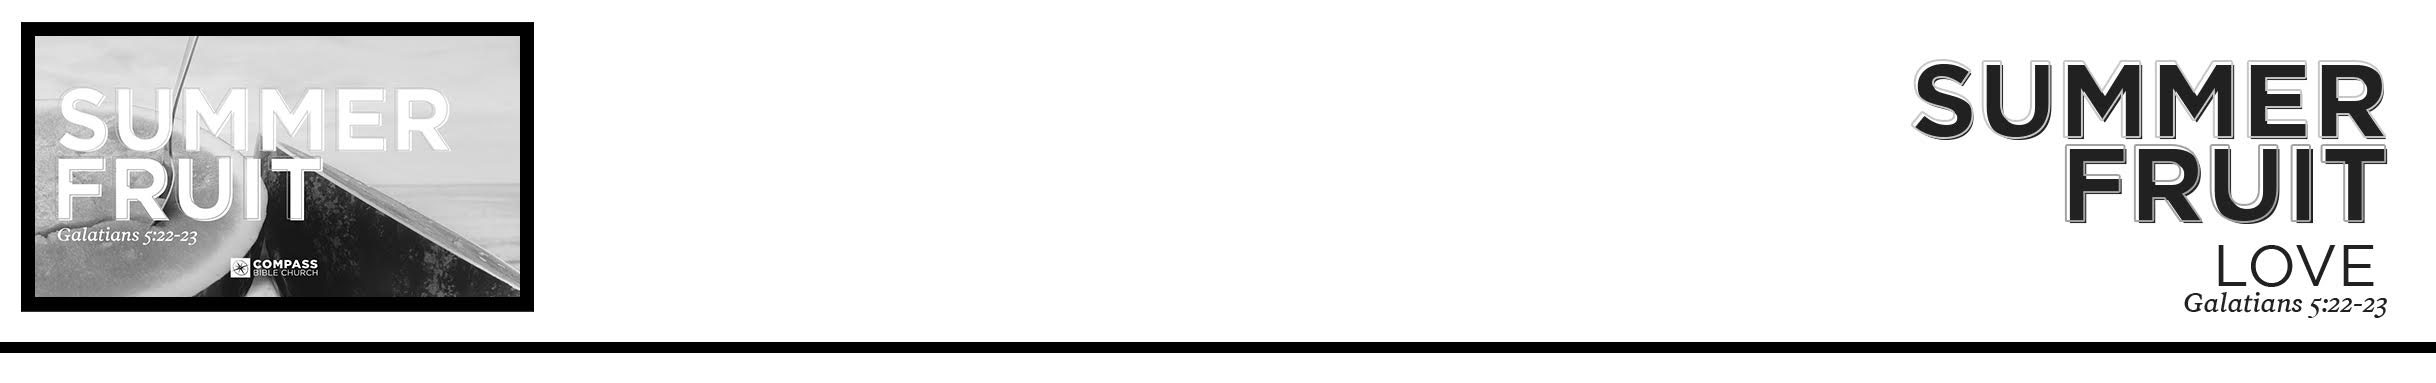 SUMMER
FRUIT
Galatians 5:22-23
COMPASS
BIBLE CHURCH
SUMMER
FRUIT
LOVE
Galatians 5:22-23